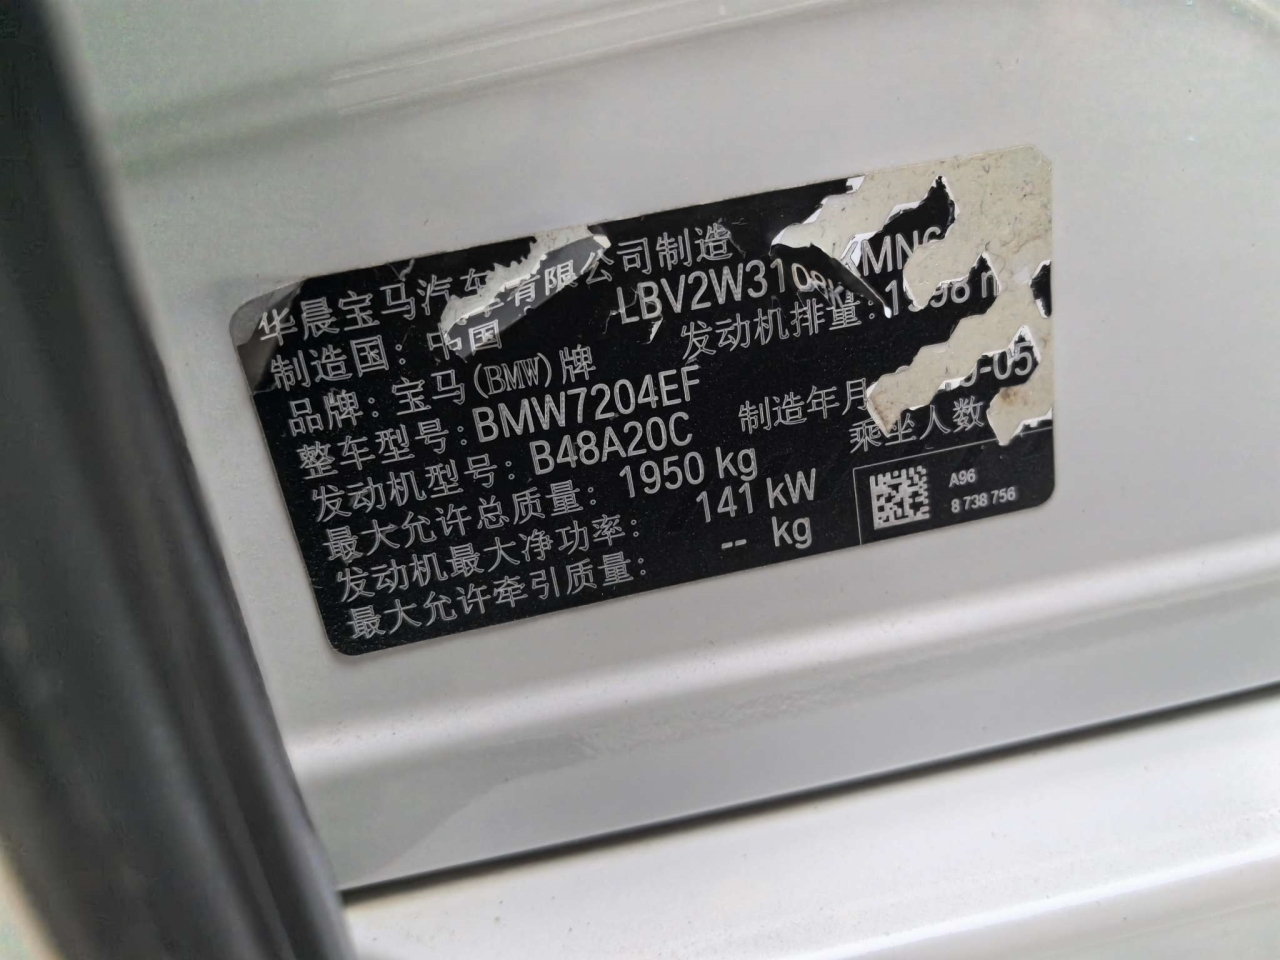 华晨宝马汽车有限公司制造
制造国：中国 LBV2W310 MN
品牌：宝马(BMW)牌 发动机排量：
整车型号：BMW7204EF
发动机型号：B48A20C 制造年月 -05
最大允许总质量：1950 kg 乘坐人数
发动机最大净功率：141 kW
最大允许牵引质量：-- kg
A96
8 738 756